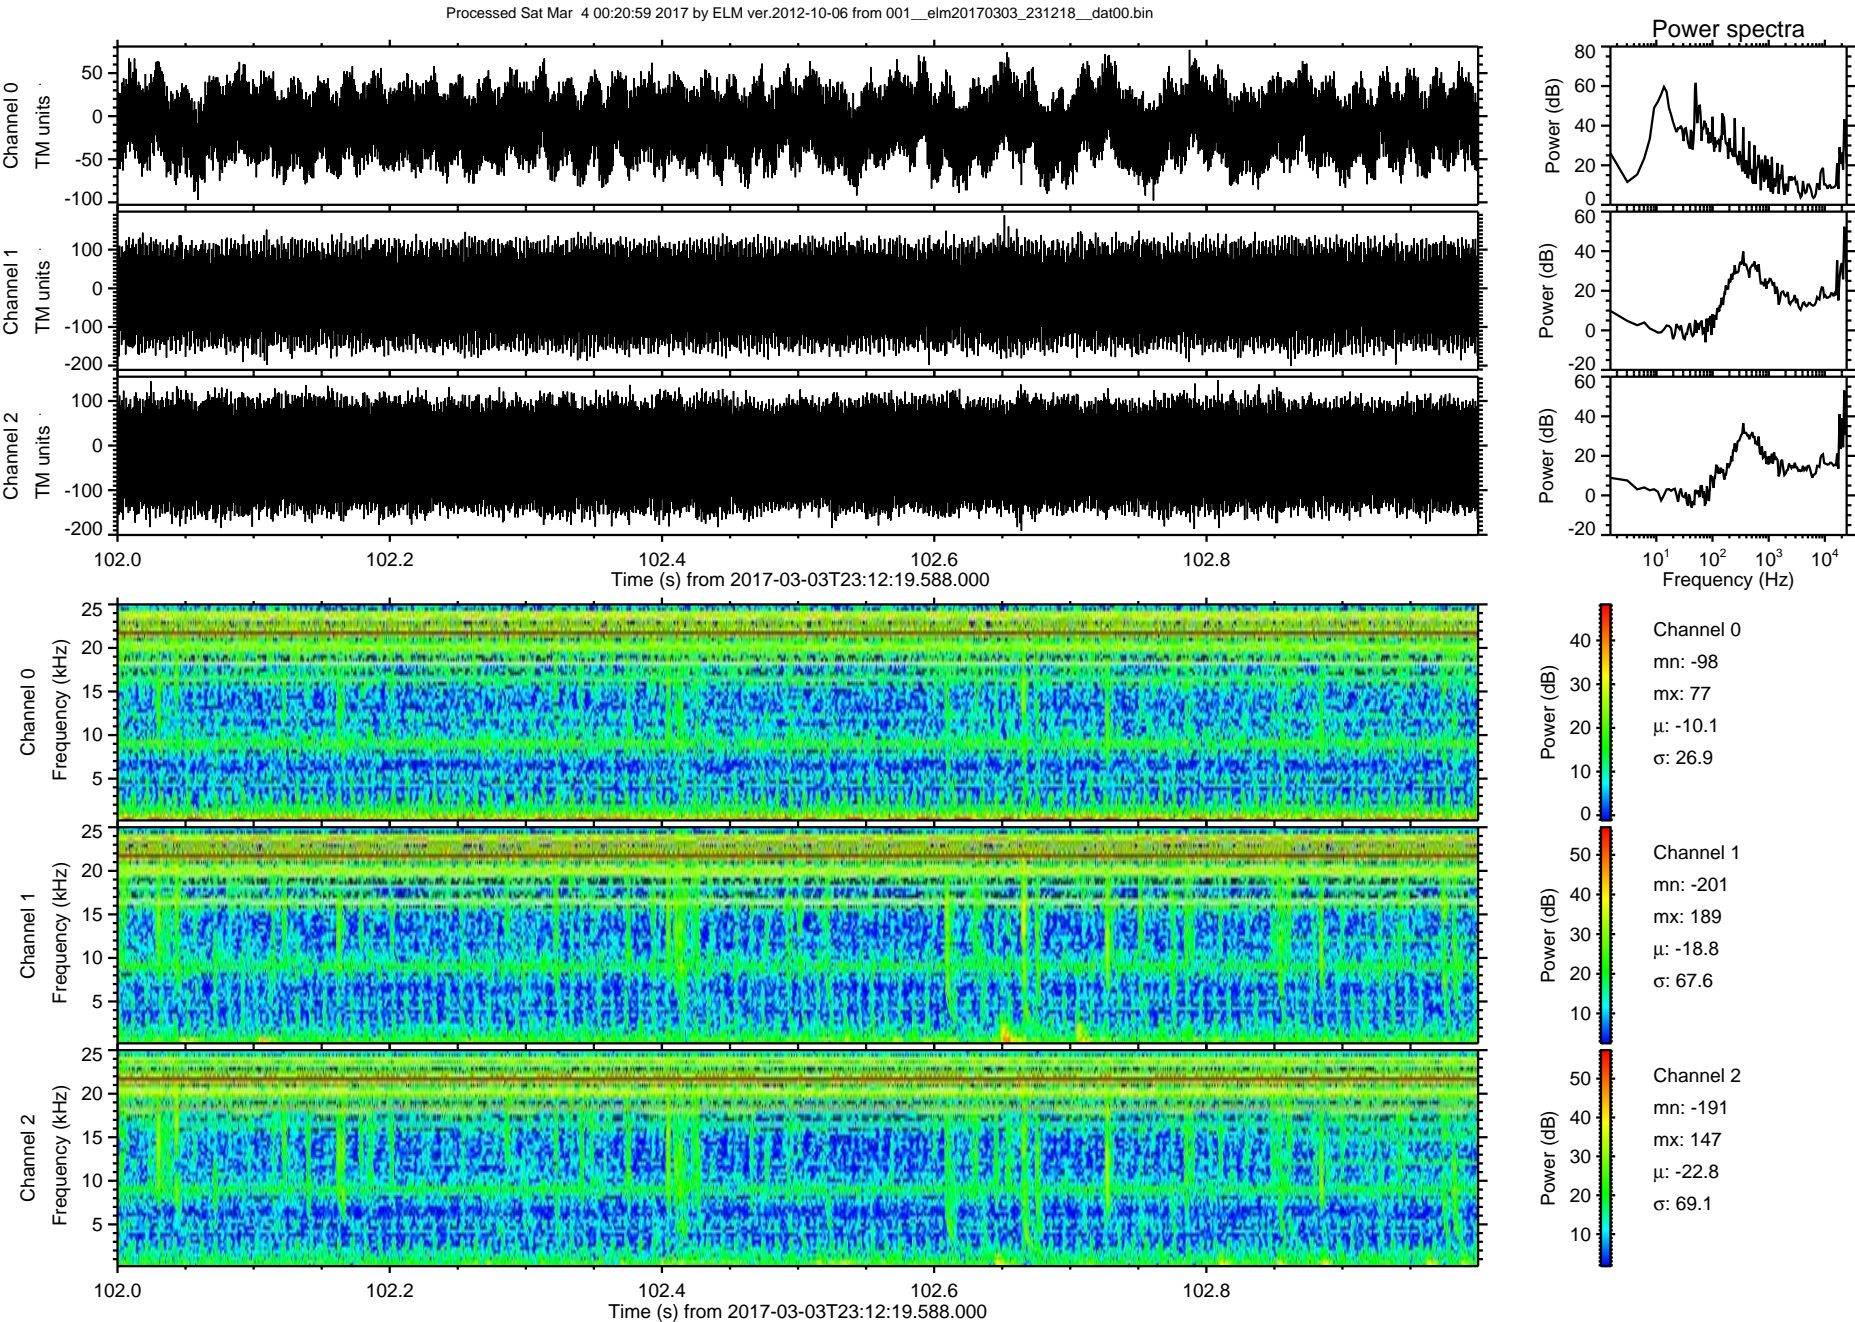 Processed Sat Mar  4 00:20:59 2017 by ELM ver.2012-10-06 from 001__elm20170303_231218__dat00.bin
Power spectra
Channel 0
TM units
50
0
-50
-100
Power (dB)
80
60
40
20
0
Channel 1
TM units
100
0
-100
-200
Power (dB)
60
40
20
0
-20
Channel 2
TM units
100
0
-100
-200
Power (dB)
60
40
20
0
-20
102.0 102.2 102.4 102.6 102.8
Time (s) from 2017-03-03T23:12:19.588.000
10¹ 10² 10³ 10⁴
Frequency (Hz)
Channel 0
Frequency (kHz)
25
20
15
10
5
Power (dB)
40
30
20
10
0
Channel 0
mn: -98
mx: 77
μ: -10.1
σ: 26.9
Channel 1
Frequency (kHz)
25
20
15
10
5
Power (dB)
50
40
30
20
10
Channel 1
mn: -201
mx: 189
μ: -18.8
σ: 67.6
Channel 2
Frequency (kHz)
25
20
15
10
5
Power (dB)
50
40
30
20
10
Channel 2
mn: -191
mx: 147
μ: -22.8
σ: 69.1
102.0 102.2 102.4 102.6 102.8
Time (s) from 2017-03-03T23:12:19.588.000